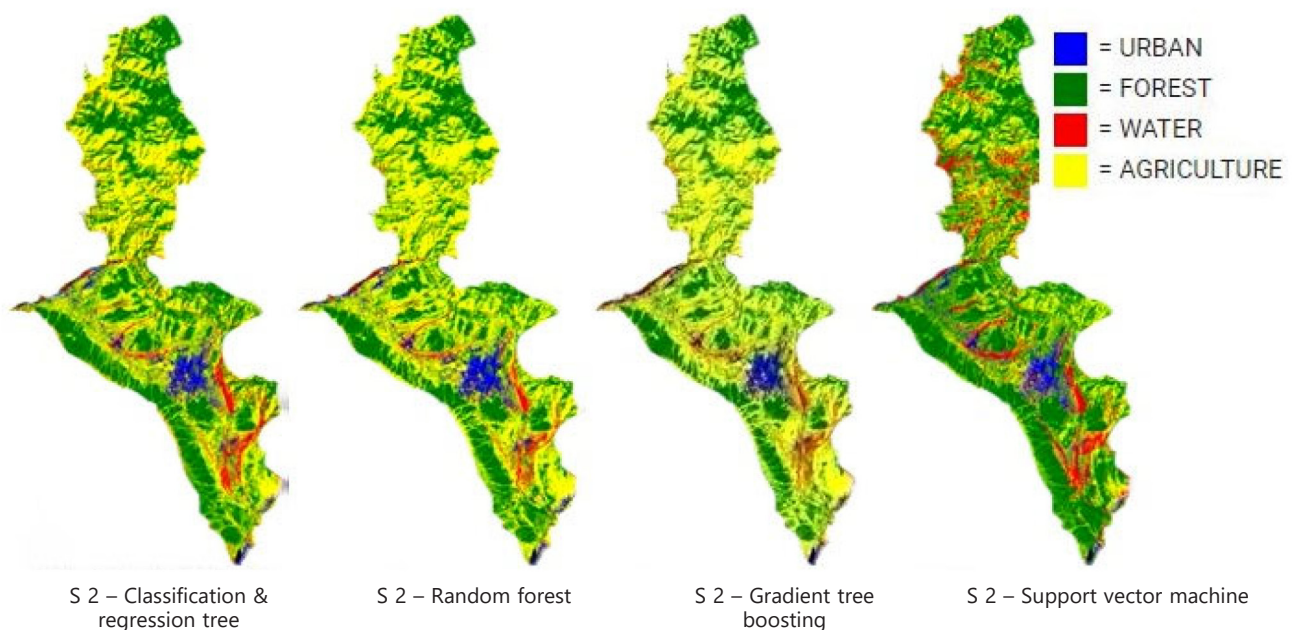 = URBAN
= FOREST
= WATER
= AGRICULTURE
S 2 – Classification &
regression tree
S 2 – Random forest
S 2 – Gradient tree
boosting
S 2 – Support vector machine